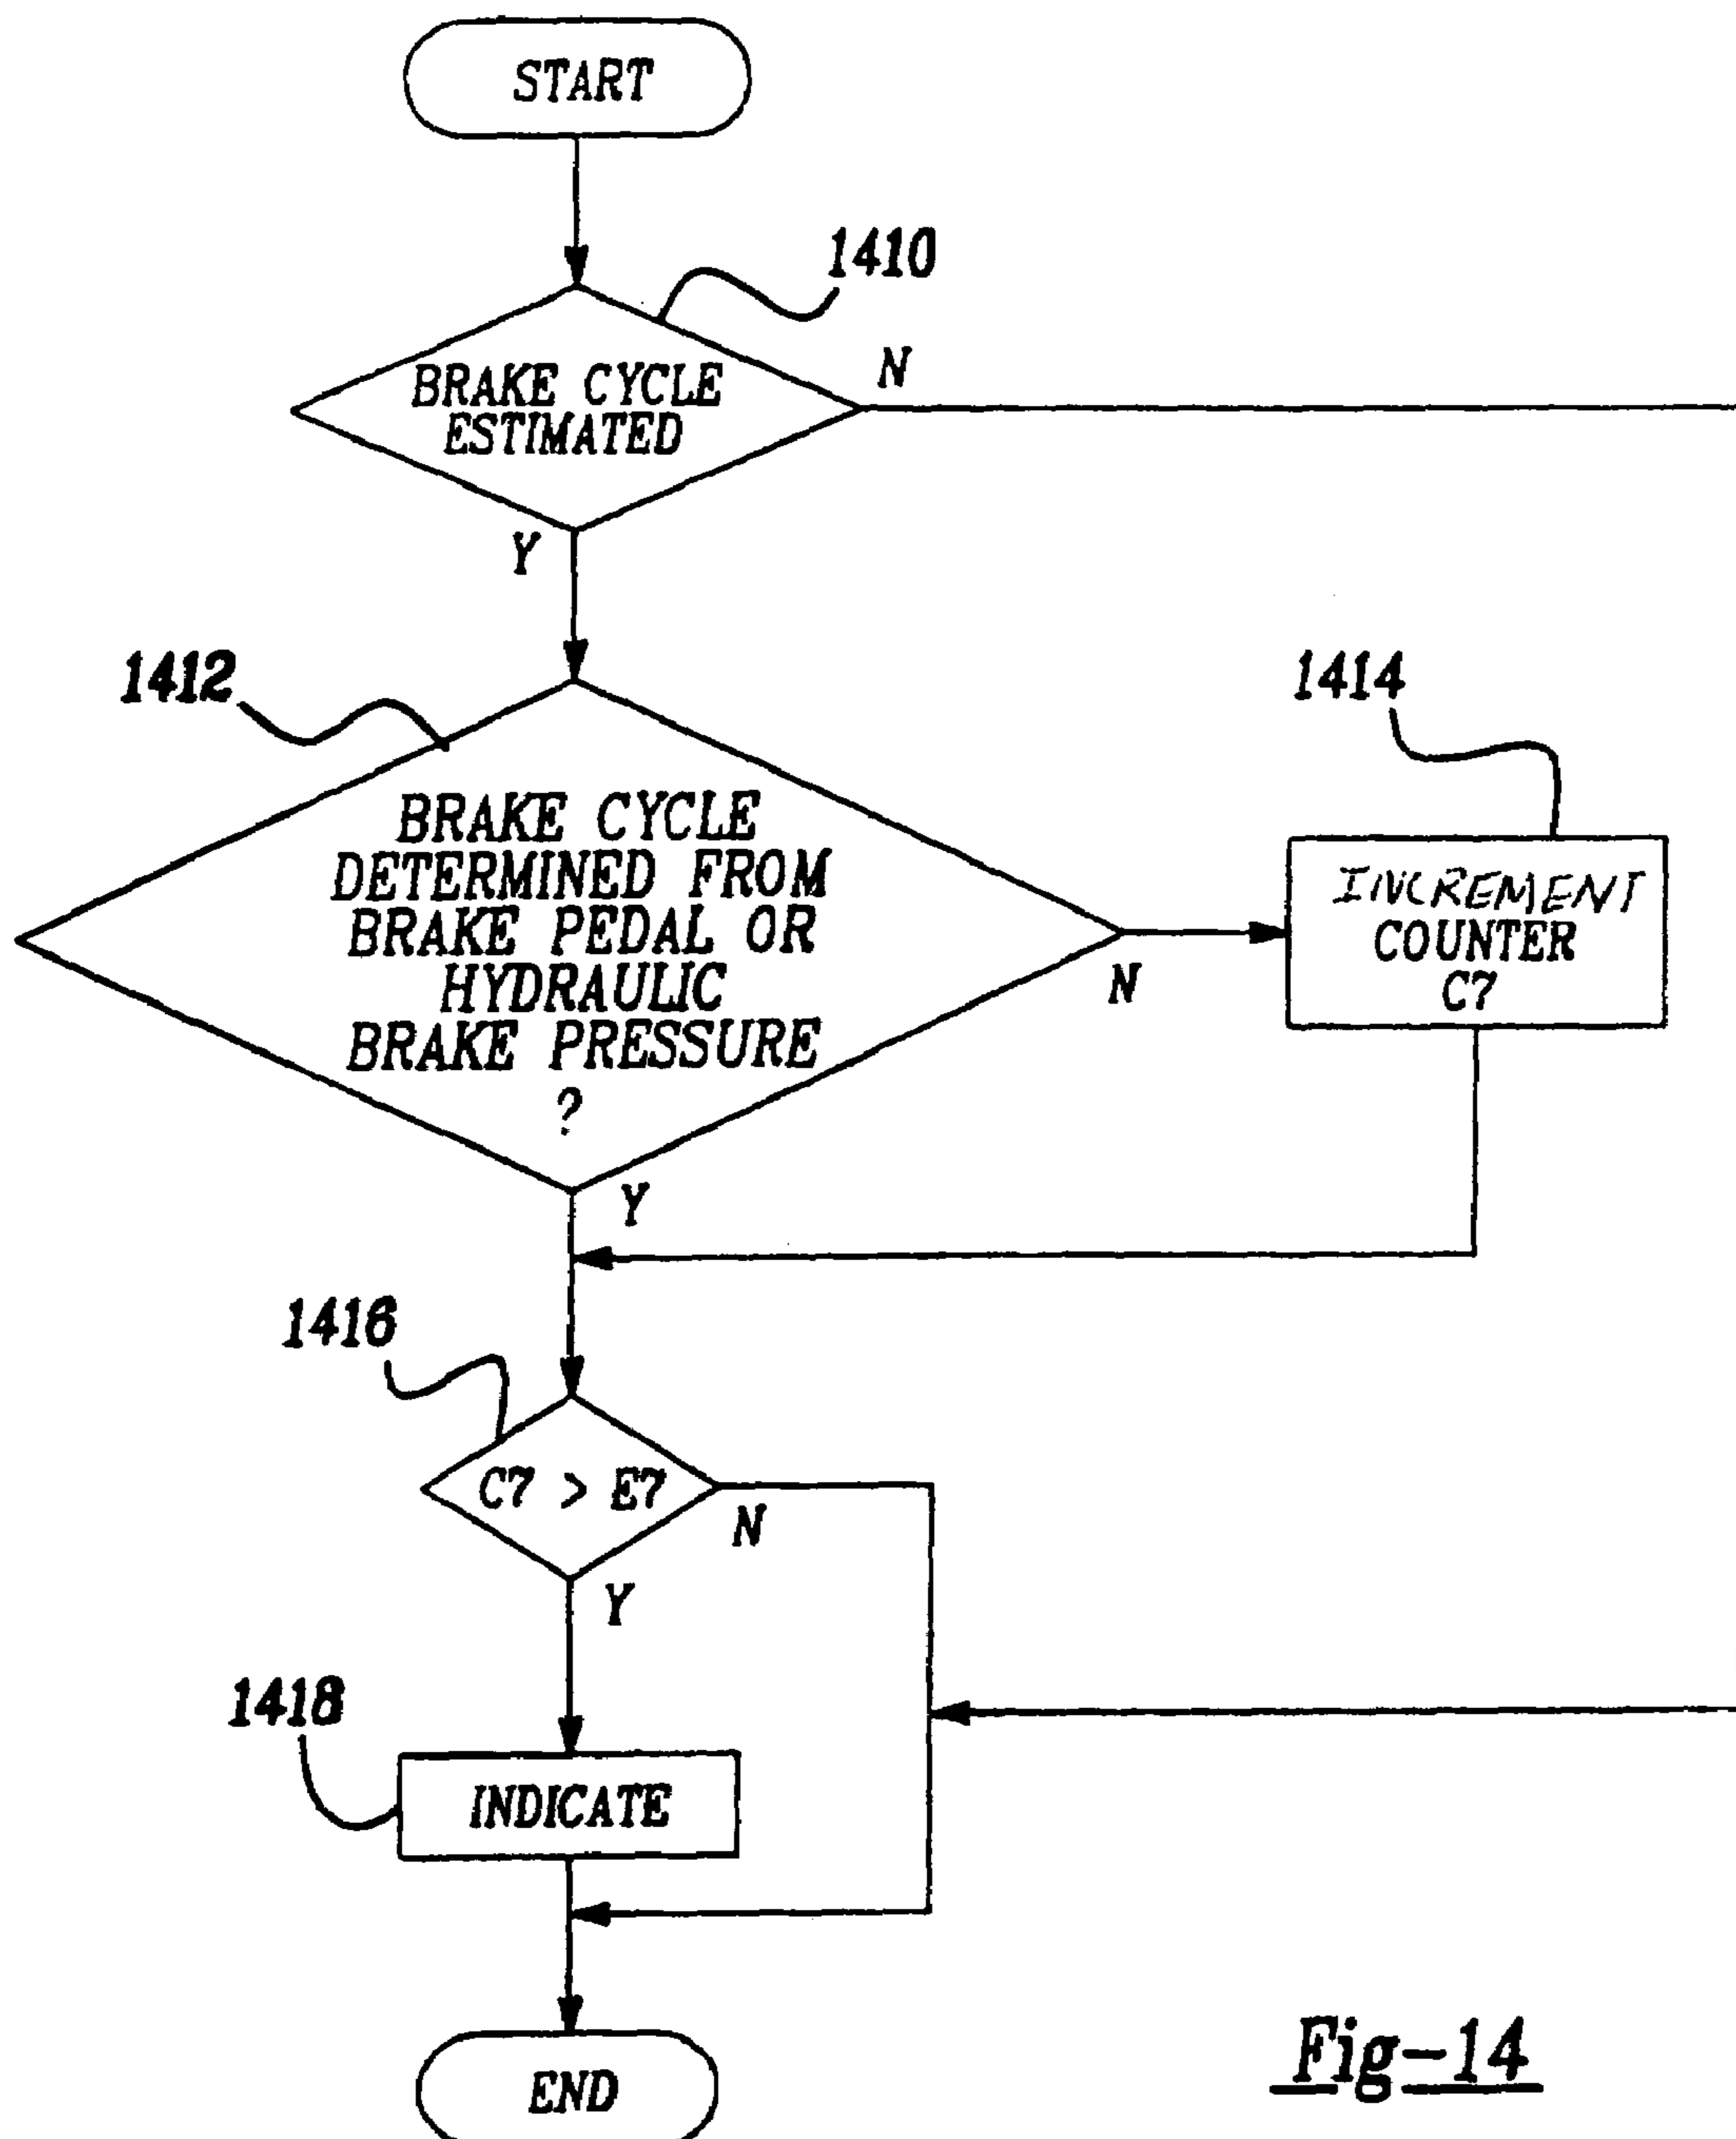 START
1410
BRAKE CYCLE
ESTIMATED
N
Y
1412
BRAKE CYCLE
DETERMINED FROM
BRAKE PEDAL OR
HYDRAULIC
BRAKE PRESSURE
?
N
Y
1414
INCREMENT
COUNTER
C7
1416
C7 > E7
N
Y
1418
INDICATE
END
Fig-14